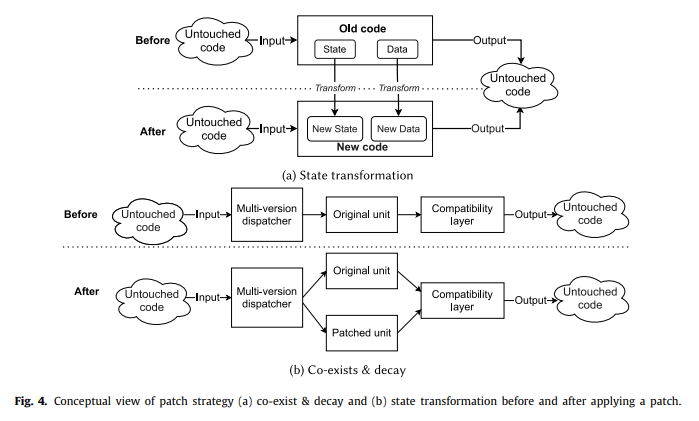 Before
Untouched code
Input
Old code
State
Data
Output
Transform
Transform
Untouched code
After
Untouched code
Input
New State
New Data
New code
Output
(a) State transformation
Before
Untouched code
Input
Multi-version dispatcher
Original unit
Compatibility layer
Output
Untouched code
After
Untouched code
Input
Multi-version dispatcher
Original unit
Patched unit
Compatibility layer
Output
Untouched code
(b) Co-exists & decay
Fig. 4. Conceptual view of patch strategy (a) co-exist & decay and (b) state transformation before and after applying a patch.